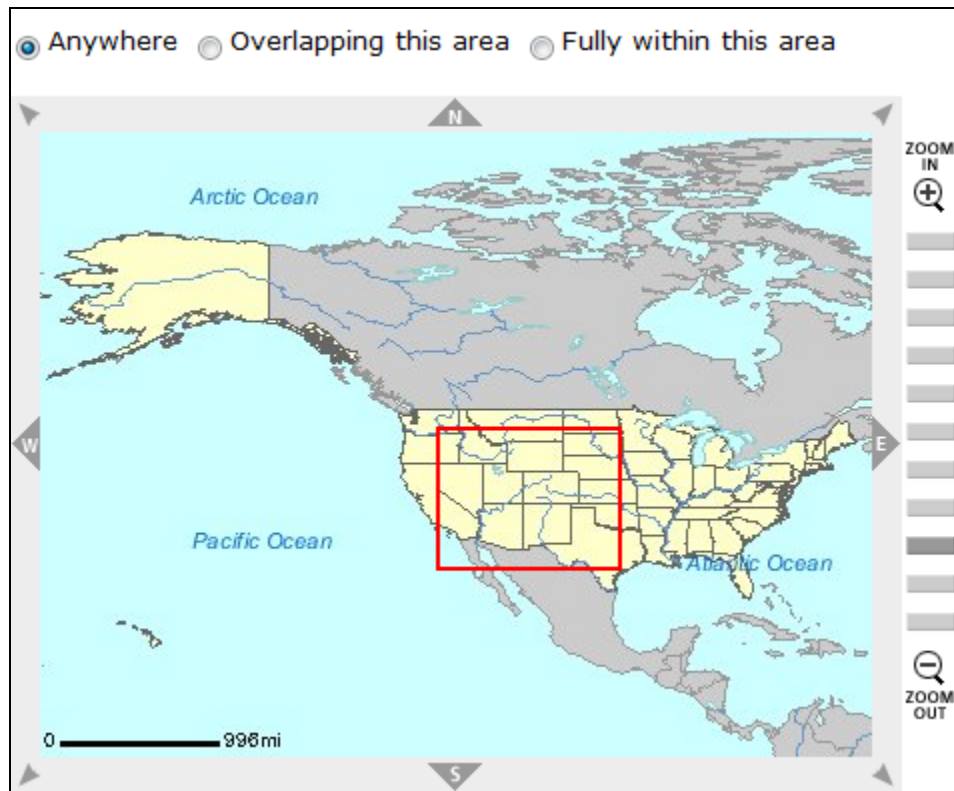 Anywhere Overlapping this area Fully within this area
N
ZOOM
IN
Arctic Ocean
W
E
Pacific Ocean
Atlantic Ocean
0 996mi
S
ZOOM
OUT